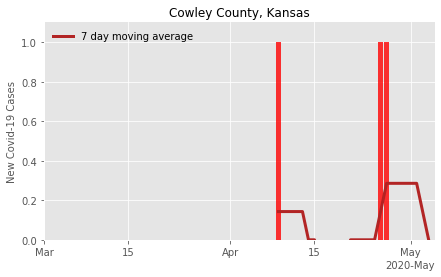 Cowley County, Kansas
7 day moving average
New Covid-19 Cases
1.0
0.8
0.6
0.4
0.2
0.0
Mar
15
Apr
15
May
2020-May